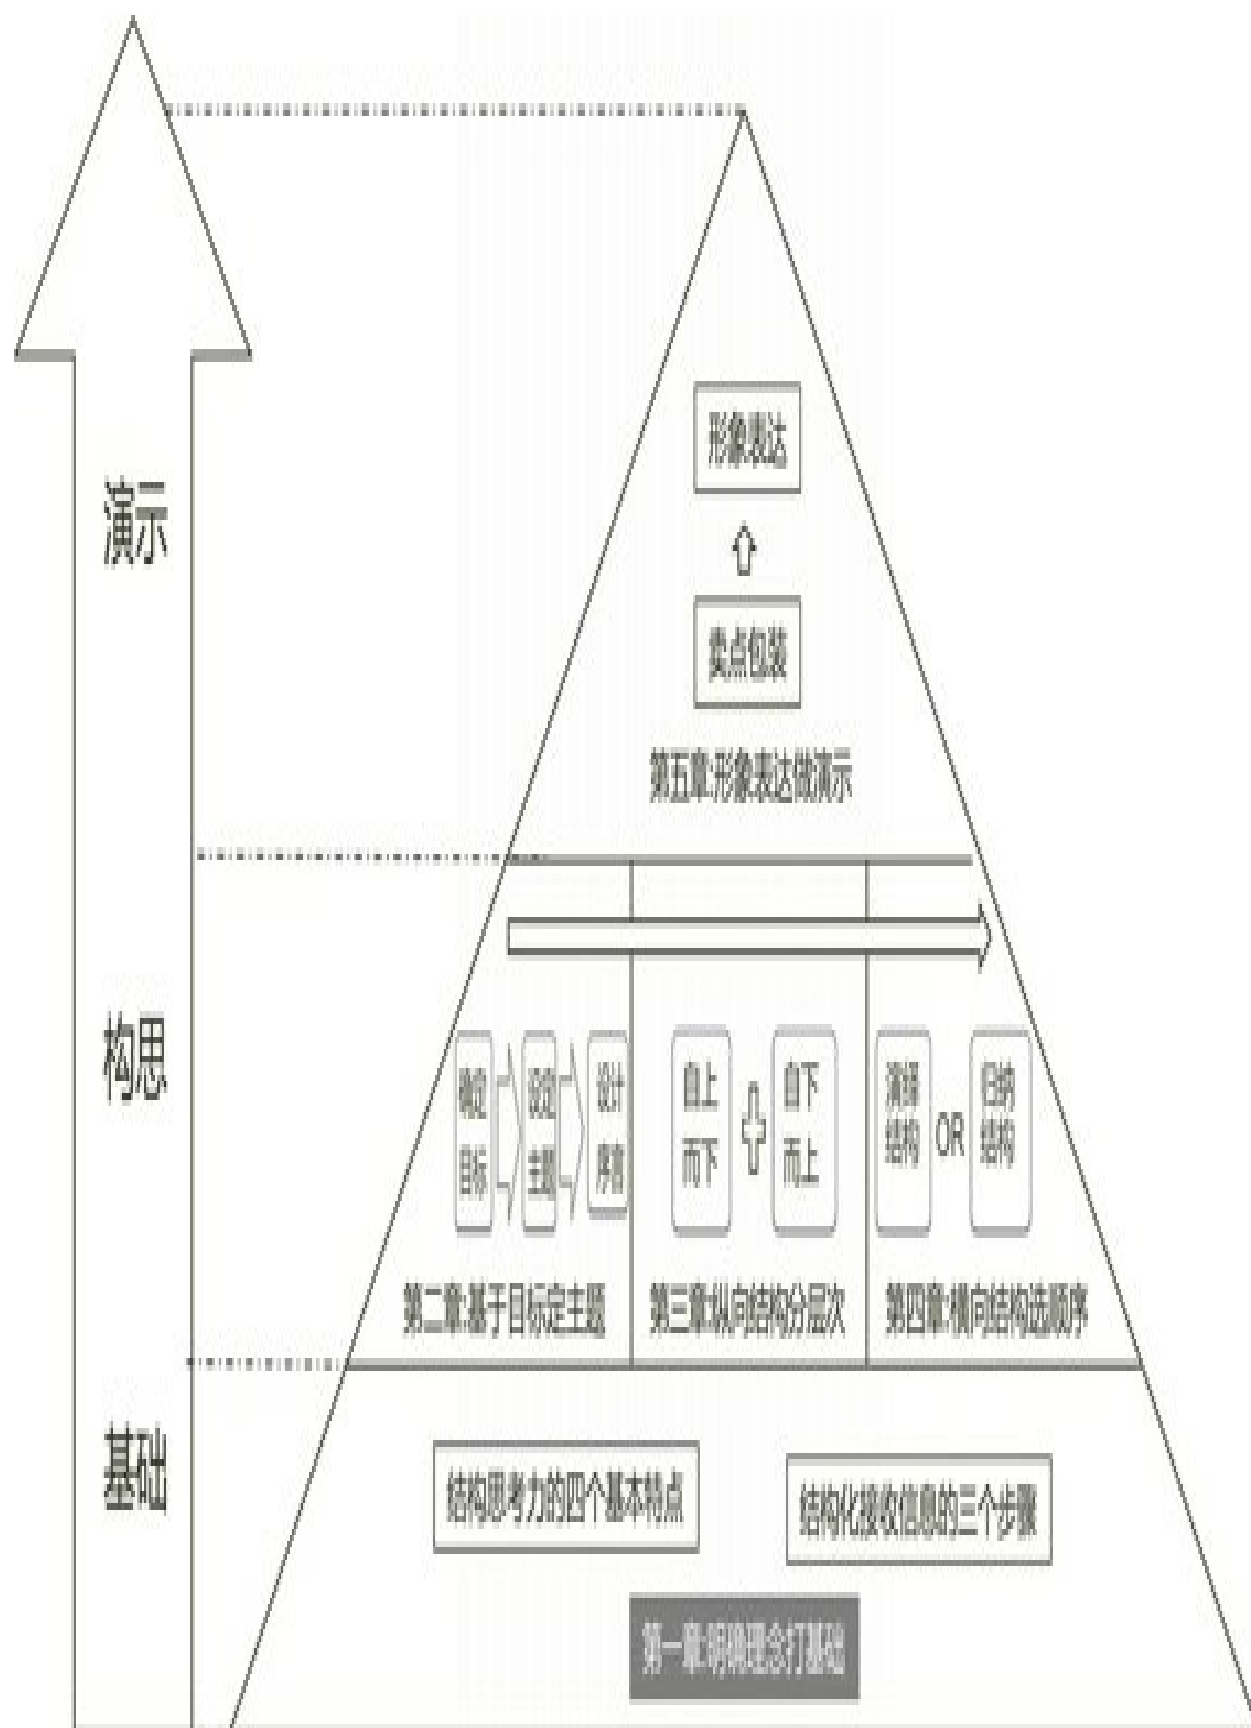 演示
形象表达
卖点包装
第五章:形象表达做演示
构思
确定
目标
设定
主题
设计
序言
自上
而下
自下
而上
演绎
结构
OR
归纳
结构
第二章:基于目标定主题
第三章:纵向结构分层次
第四章:横向结构选顺序
基础
结构思考力的四个基本特点
结构化接收信息的三个步骤
第一章:明确理念打基础